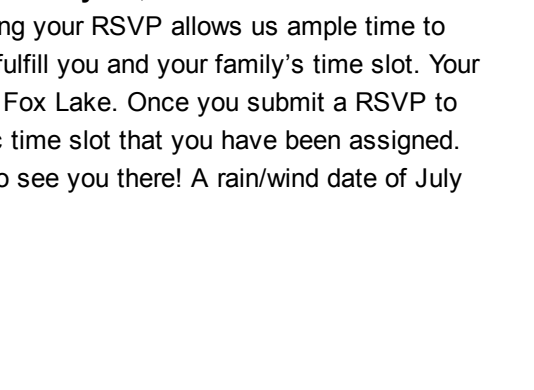 ng your RSVP allows us ample time to
ulfill you and your family's time slot. Your
Fox Lake. Once you submit a RSVP to
time slot that you have been assigned.
see you there! A rain/wind date of July